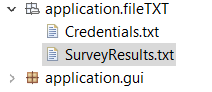 application.fileTXT
Credentials.txt
SurveyResults.txt
application.gui